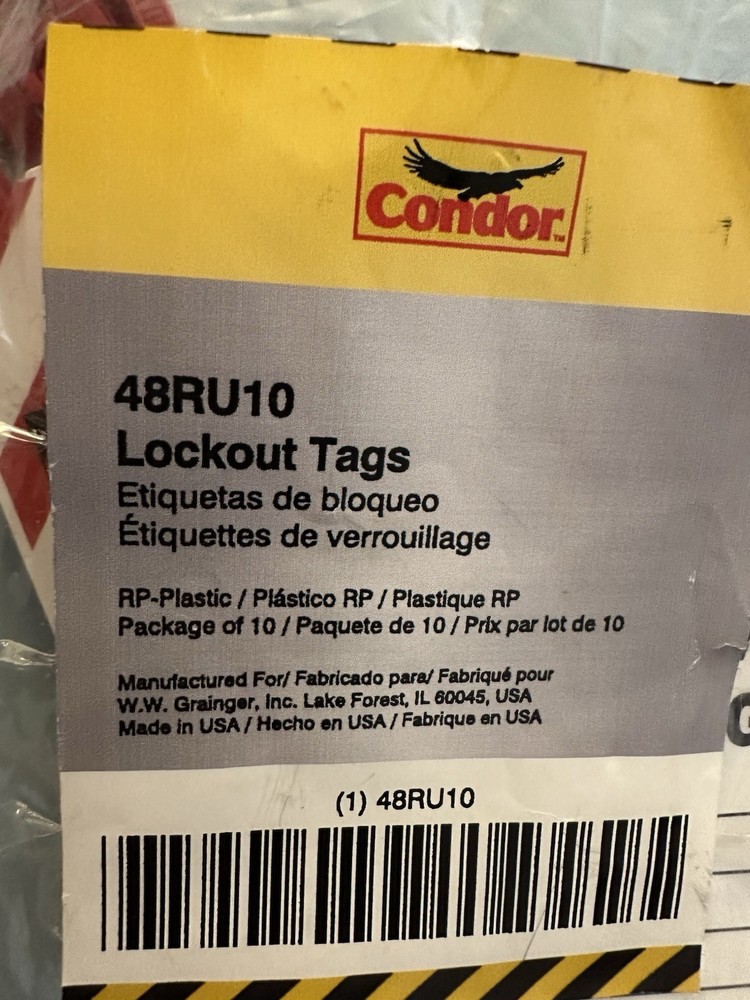 Condor™
48RU10
Lockout Tags
Etiquetas de bloqueo
Étiquettes de verrouillage
RP-Plastic / Plástico RP / Plastique RP
Package of 10 / Paquete de 10 / Prix par lot de 10
Manufactured For/ Fabricado para/ Fabriqué pour
W.W. Grainger, Inc. Lake Forest, IL 60045, USA
Made in USA / Hecho en USA / Fabrique en USA
(1) 48RU10